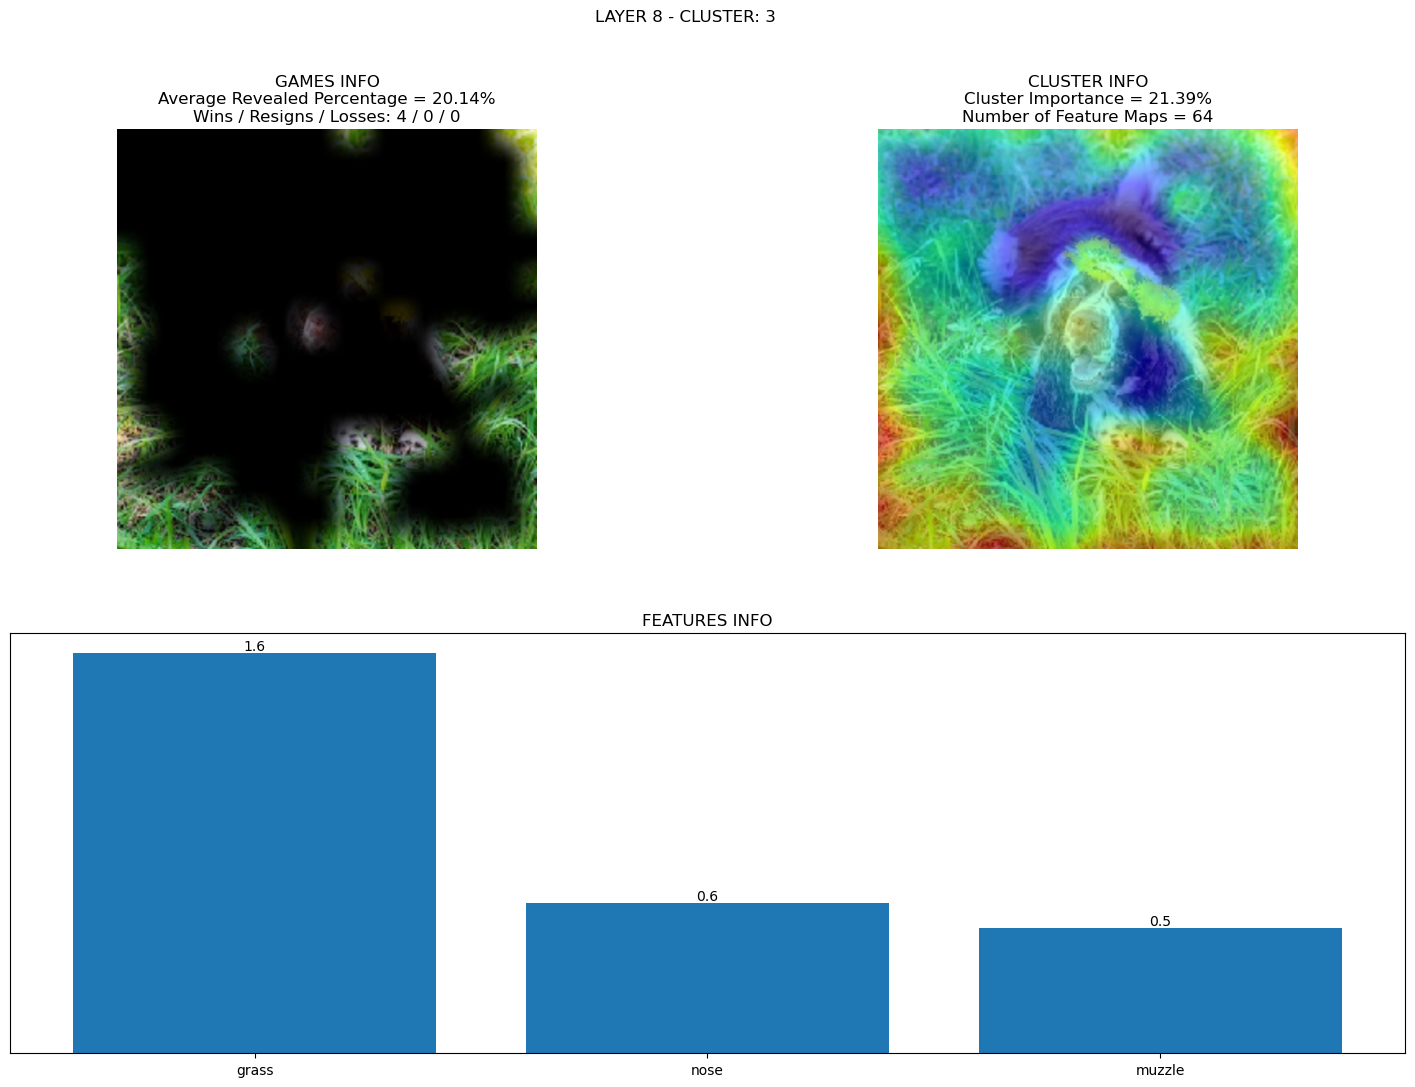 LAYER 8 - CLUSTER: 3
GAMES INFO
Average Revealed Percentage = 20.14%
Wins / Resigns / Losses: 4 / 0 / 0
CLUSTER INFO
Cluster Importance = 21.39%
Number of Feature Maps = 64
FEATURES INFO
1.6
0.6
0.5
grass
nose
muzzle